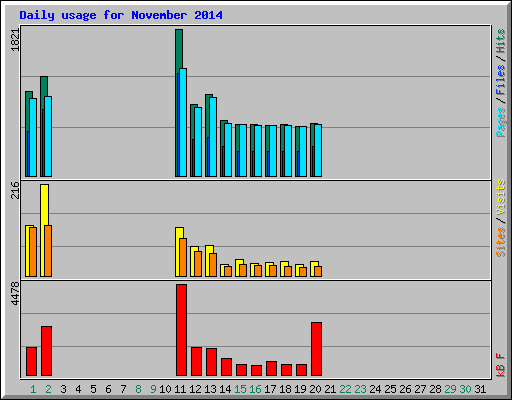 Daily usage for November 2014
1821
Pages / Files / Hits
216
Sites / Visits
4478
kB F
1 2 3 4 5 6 7 8 9 10 11 12 13 14 15 16 17 18 19 20 21 22 23 24 25 26 27 28 29 30 31